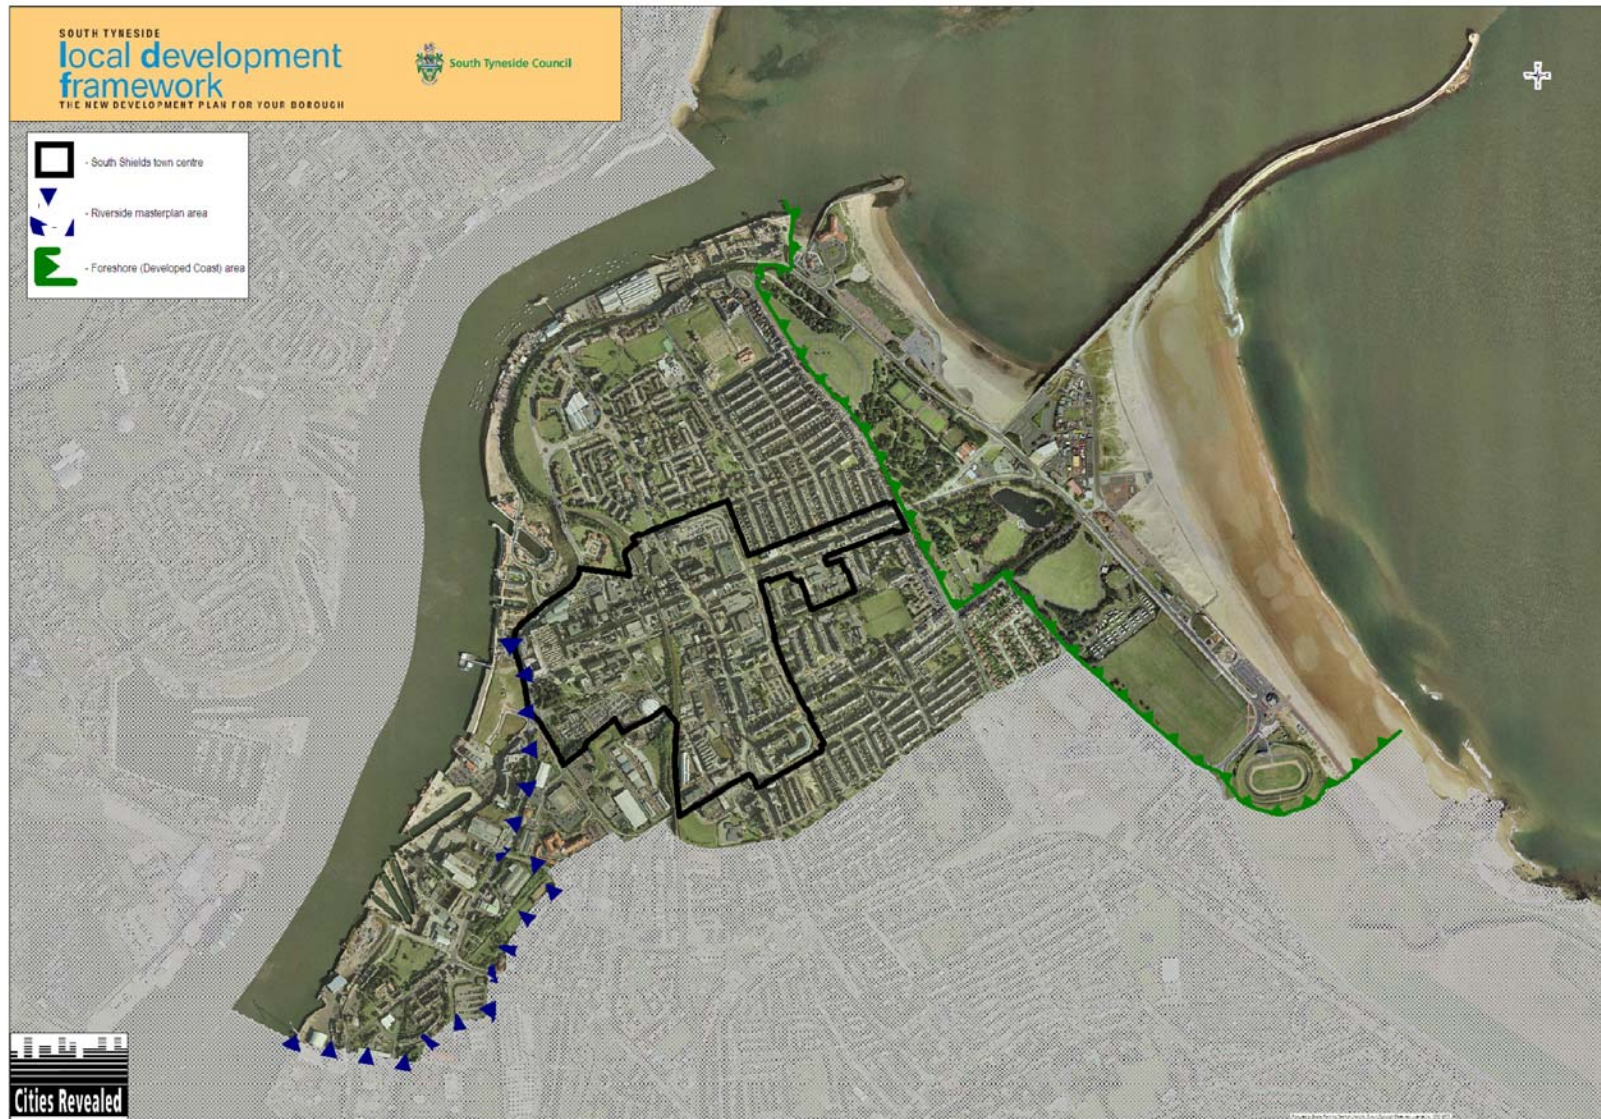 SOUTH TYNESIDE
local development
framework
THE NEW DEVELOPMENT PLAN FOR YOUR BOROUGH
South Tyneside Council
- South Shields town centre
- Riverside masterplan area
- Foreshore (Developed Coast) area
Cities Revealed